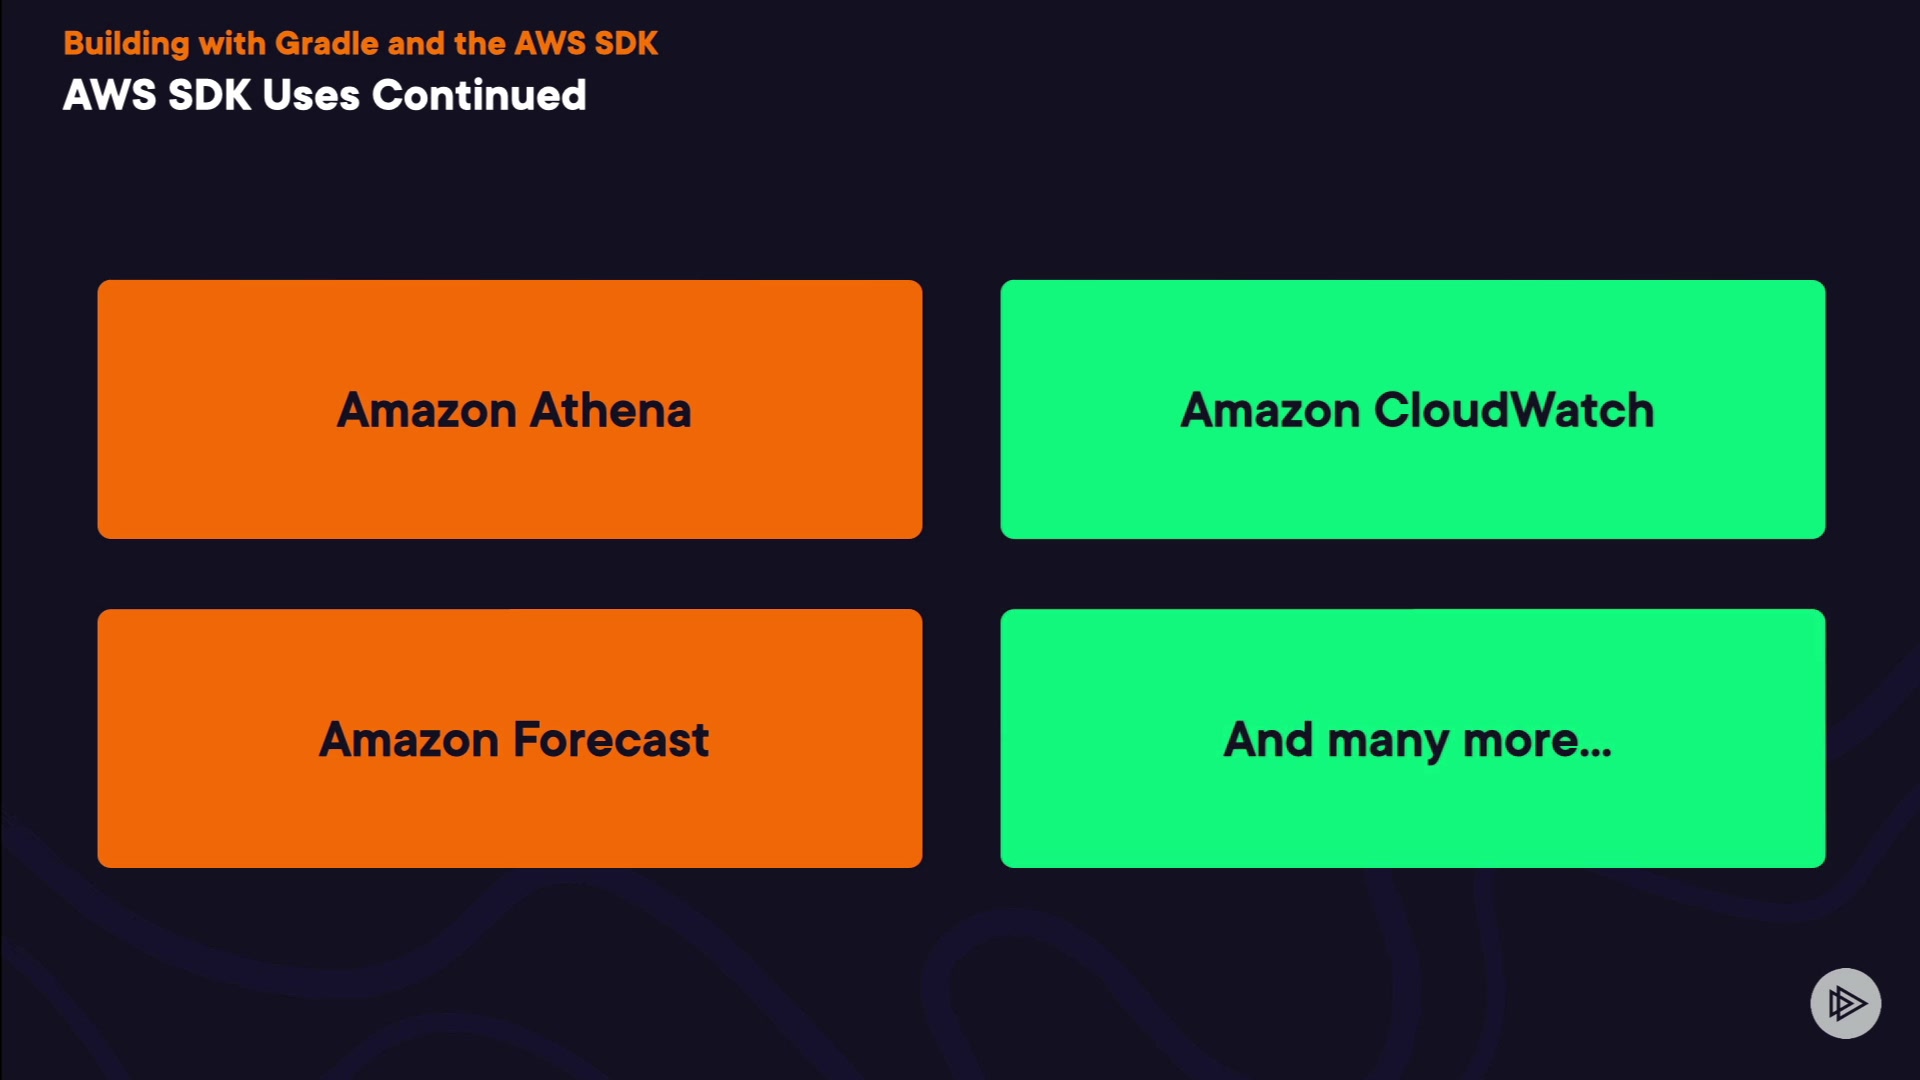 Building with Gradle and the AWS SDK
AWS SDK Uses Continued
Amazon Athena
Amazon CloudWatch
Amazon Forecast
And many more...